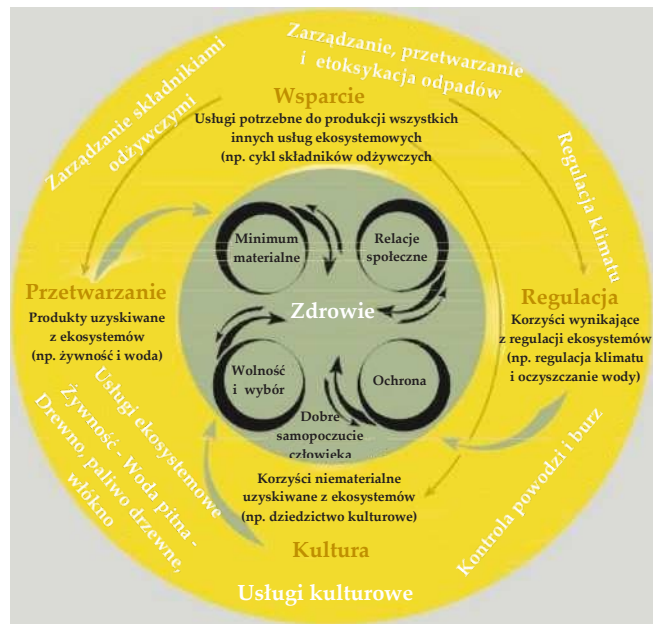 Zarządzanie składnikiami
odżywczymi
Zarządzanie, przetwarzanie
i etoksykacja odpadów
Regulacja klimatu
Wsparcie
Usługi potrzebne do produkcji wszystkich
innych usług ekosystemowych
(np. cykl składników odżywczych
Minimum
materialne
Relacje
społeczne
Zdrowie
Wolność
i wybór
Ochrona
Dobre
samopoczucie
człowieka
Przetwarzanie
Produkty uzyskiwane
z ekosystemów
(np. żywność i woda)
Regulacja
Korzyści wynikające
z regulacji ekosystemów
(np. regulacja klimatu
i oczyszczanie wody)
Usługi ekosystemowe
Żywność - Woda pitna -
Drewno, paliwo drzewne,
włókno
Kontrola powodzi i burz
Korzyści niematerialne
uzyskiwane z ekosystemów
(np. dziedzictwo kulturowe)
Kultura
Usługi kulturowe